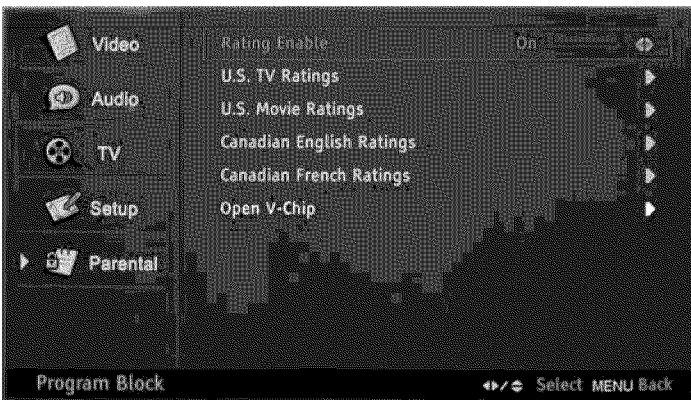 Video
Audio
TV
Setup
Parental
Rating Enable On
U.S. TV Ratings
U.S. Movie Ratings
Canadian English Ratings
Canadian French Ratings
Open V-Chip
Program Block
/ Select MENU Back